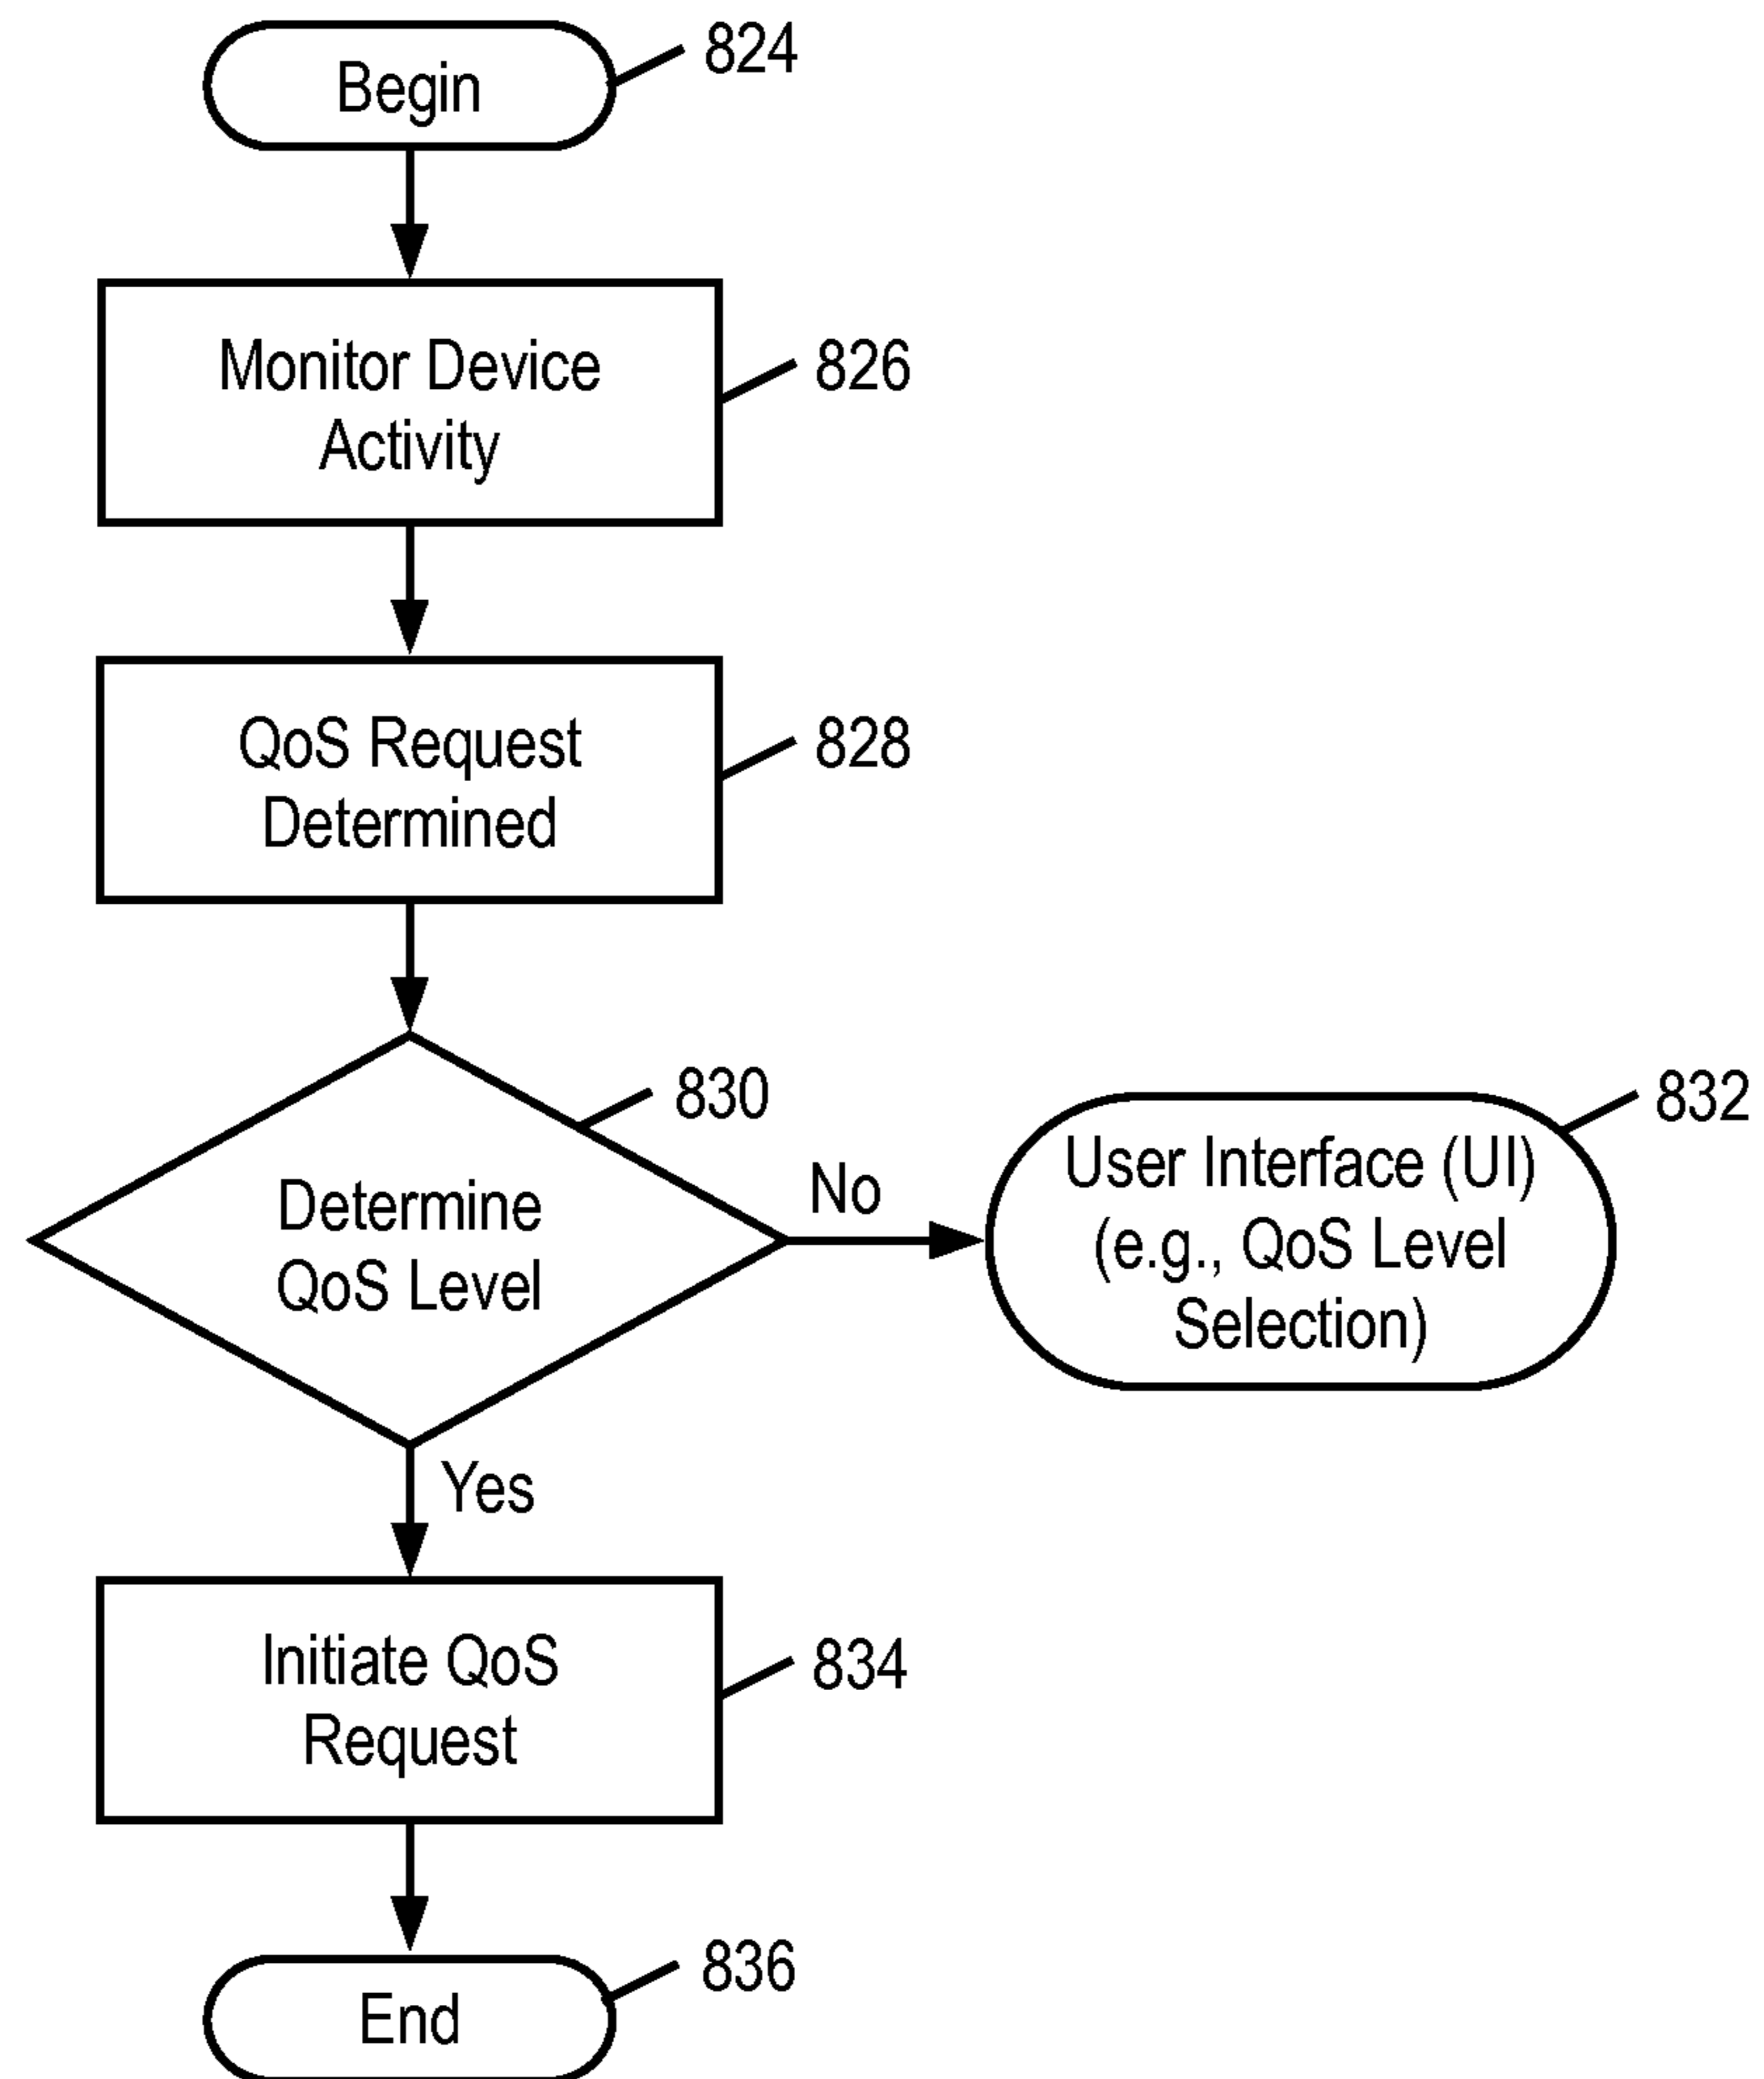 Begin
824
Monitor Device
Activity
826
QoS Request
Determined
828
830
Determine
QoS Level
No
832
User Interface (UI)
(e.g., QoS Level
Selection)
Yes
Initiate QoS
Request
834
End
836